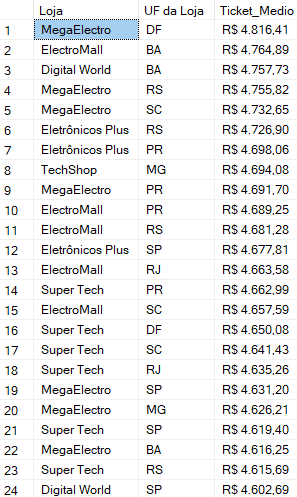 Loja UF da Loja Ticket_Medio
1 MegaElectro DF R$ 4.816,41
2 ElectroMall BA R$ 4.764,89
3 Digital World BA R$ 4.757,73
4 MegaElectro RS R$ 4.755,82
5 MegaElectro SC R$ 4.732,65
6 Eletrônicos Plus RS R$ 4.726,90
7 Eletrônicos Plus PR R$ 4.698,06
8 TechShop MG R$ 4.694,08
9 MegaElectro PR R$ 4.691,70
10 ElectroMall PR R$ 4.689,25
11 ElectroMall RS R$ 4.681,28
12 Eletrônicos Plus SP R$ 4.677,81
13 ElectroMall RJ R$ 4.663,58
14 Super Tech PR R$ 4.662,99
15 ElectroMall SC R$ 4.657,59
16 Super Tech DF R$ 4.650,08
17 Super Tech SC R$ 4.641,43
18 Super Tech RJ R$ 4.635,26
19 MegaElectro SP R$ 4.631,20
20 MegaElectro MG R$ 4.626,21
21 Super Tech SP R$ 4.619,40
22 MegaElectro BA R$ 4.616,25
23 Super Tech RS R$ 4.615,69
24 Digital World SP R$ 4.602,69